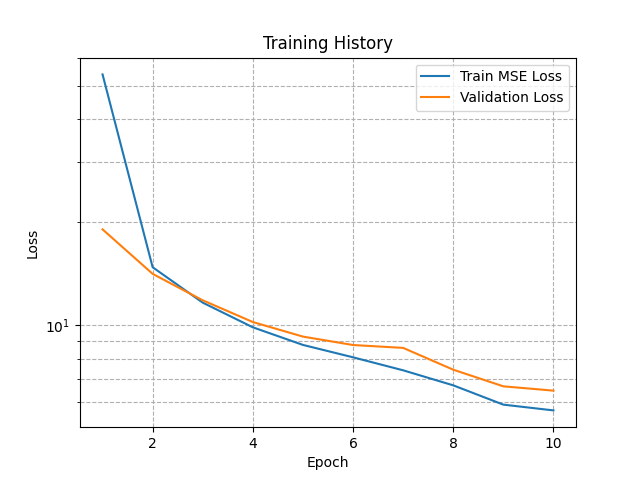 Training History
Train MSE Loss
Validation Loss
Loss
10¹
2 4 6 8 10
Epoch